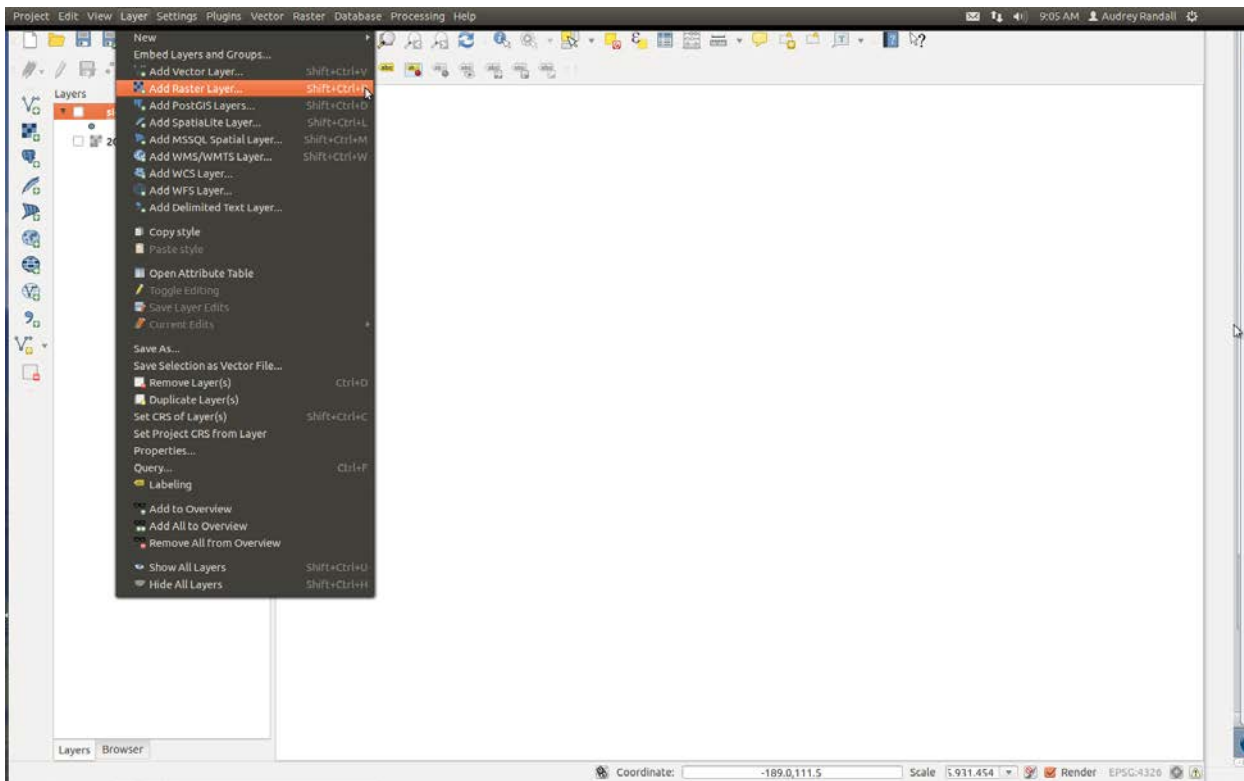 Project Edit View Layer Settings Plugins Vector Raster Database Processing Help
9:05 AM Audrey Randall
New
Embed Layers and Groups...
Add Vector Layer... Shift+Ctrl+V
Layers
Add Raster Layer... Shift+Ctrl+
Add PostGIS Layers... Shift+Ctrl+D
Add SpatiaLite Layer... Shift+Ctrl+L
Add MSSQL Spatial Layer... Shift+Ctrl+M
20
Add WMS/WMTS Layer... Shift+Ctrl+W
Add WCS Layer...
Add WFS Layer...
Add Delimited Text Layer...
Copy style
Paste style
Open Attribute Table
Toggle Editing
Save Layer Edits
Current Edits
Save As...
Save Selection as Vector File...
Remove Layer(s) Ctrl+D
Duplicate Layer(s)
Set CRS of Layer(s) Shift+Ctrl+C
Set Project CRS from Layer
Properties...
Query... Ctrl+F
Labeling
Add to Overview
Add All to Overview
Remove All from Overview
Show All Layers Shift+Ctrl+U
Hide All Layers Shift+Ctrl+H
Layers Browser
Coordinate: -189.0,111.5 Scale 5.931.454 Render EPSG:4326